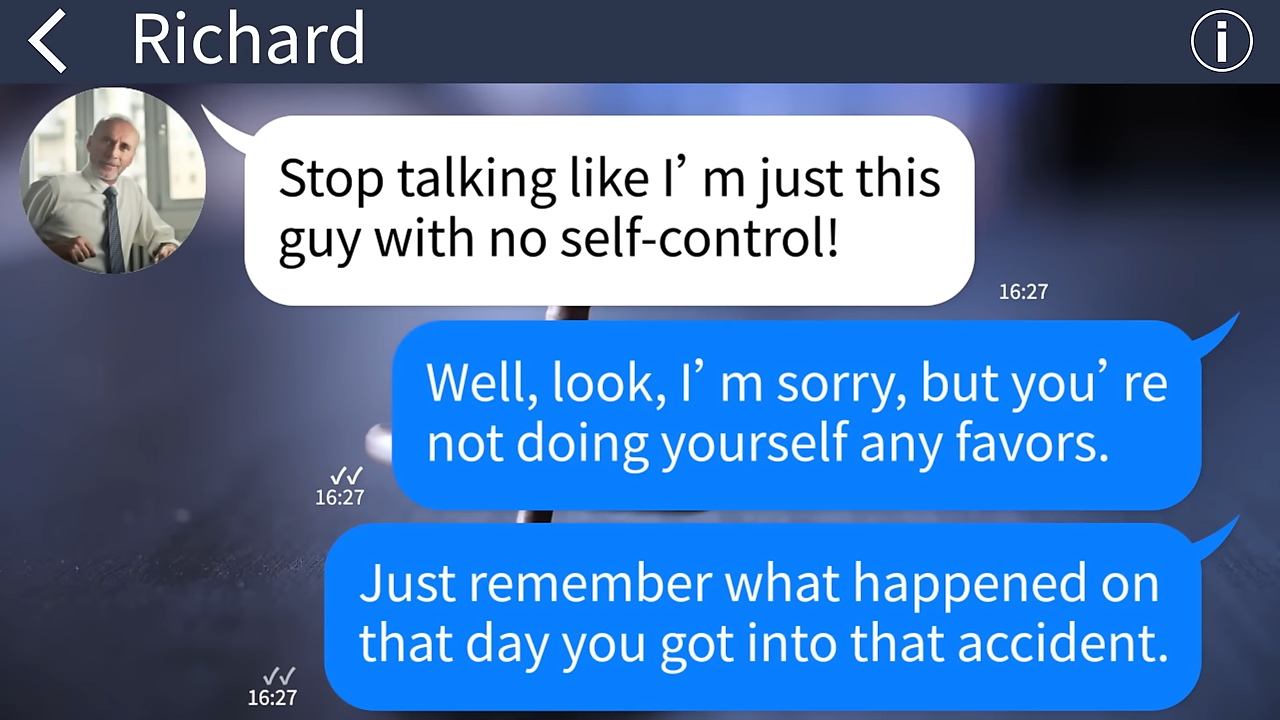 Richard
Stop talking like I’ m just this
guy with no self-control!
16:27
Well, look, I’ m sorry, but you’ re
not doing yourself any favors.
16:27
Just remember what happened on
that day you got into that accident.
16:27